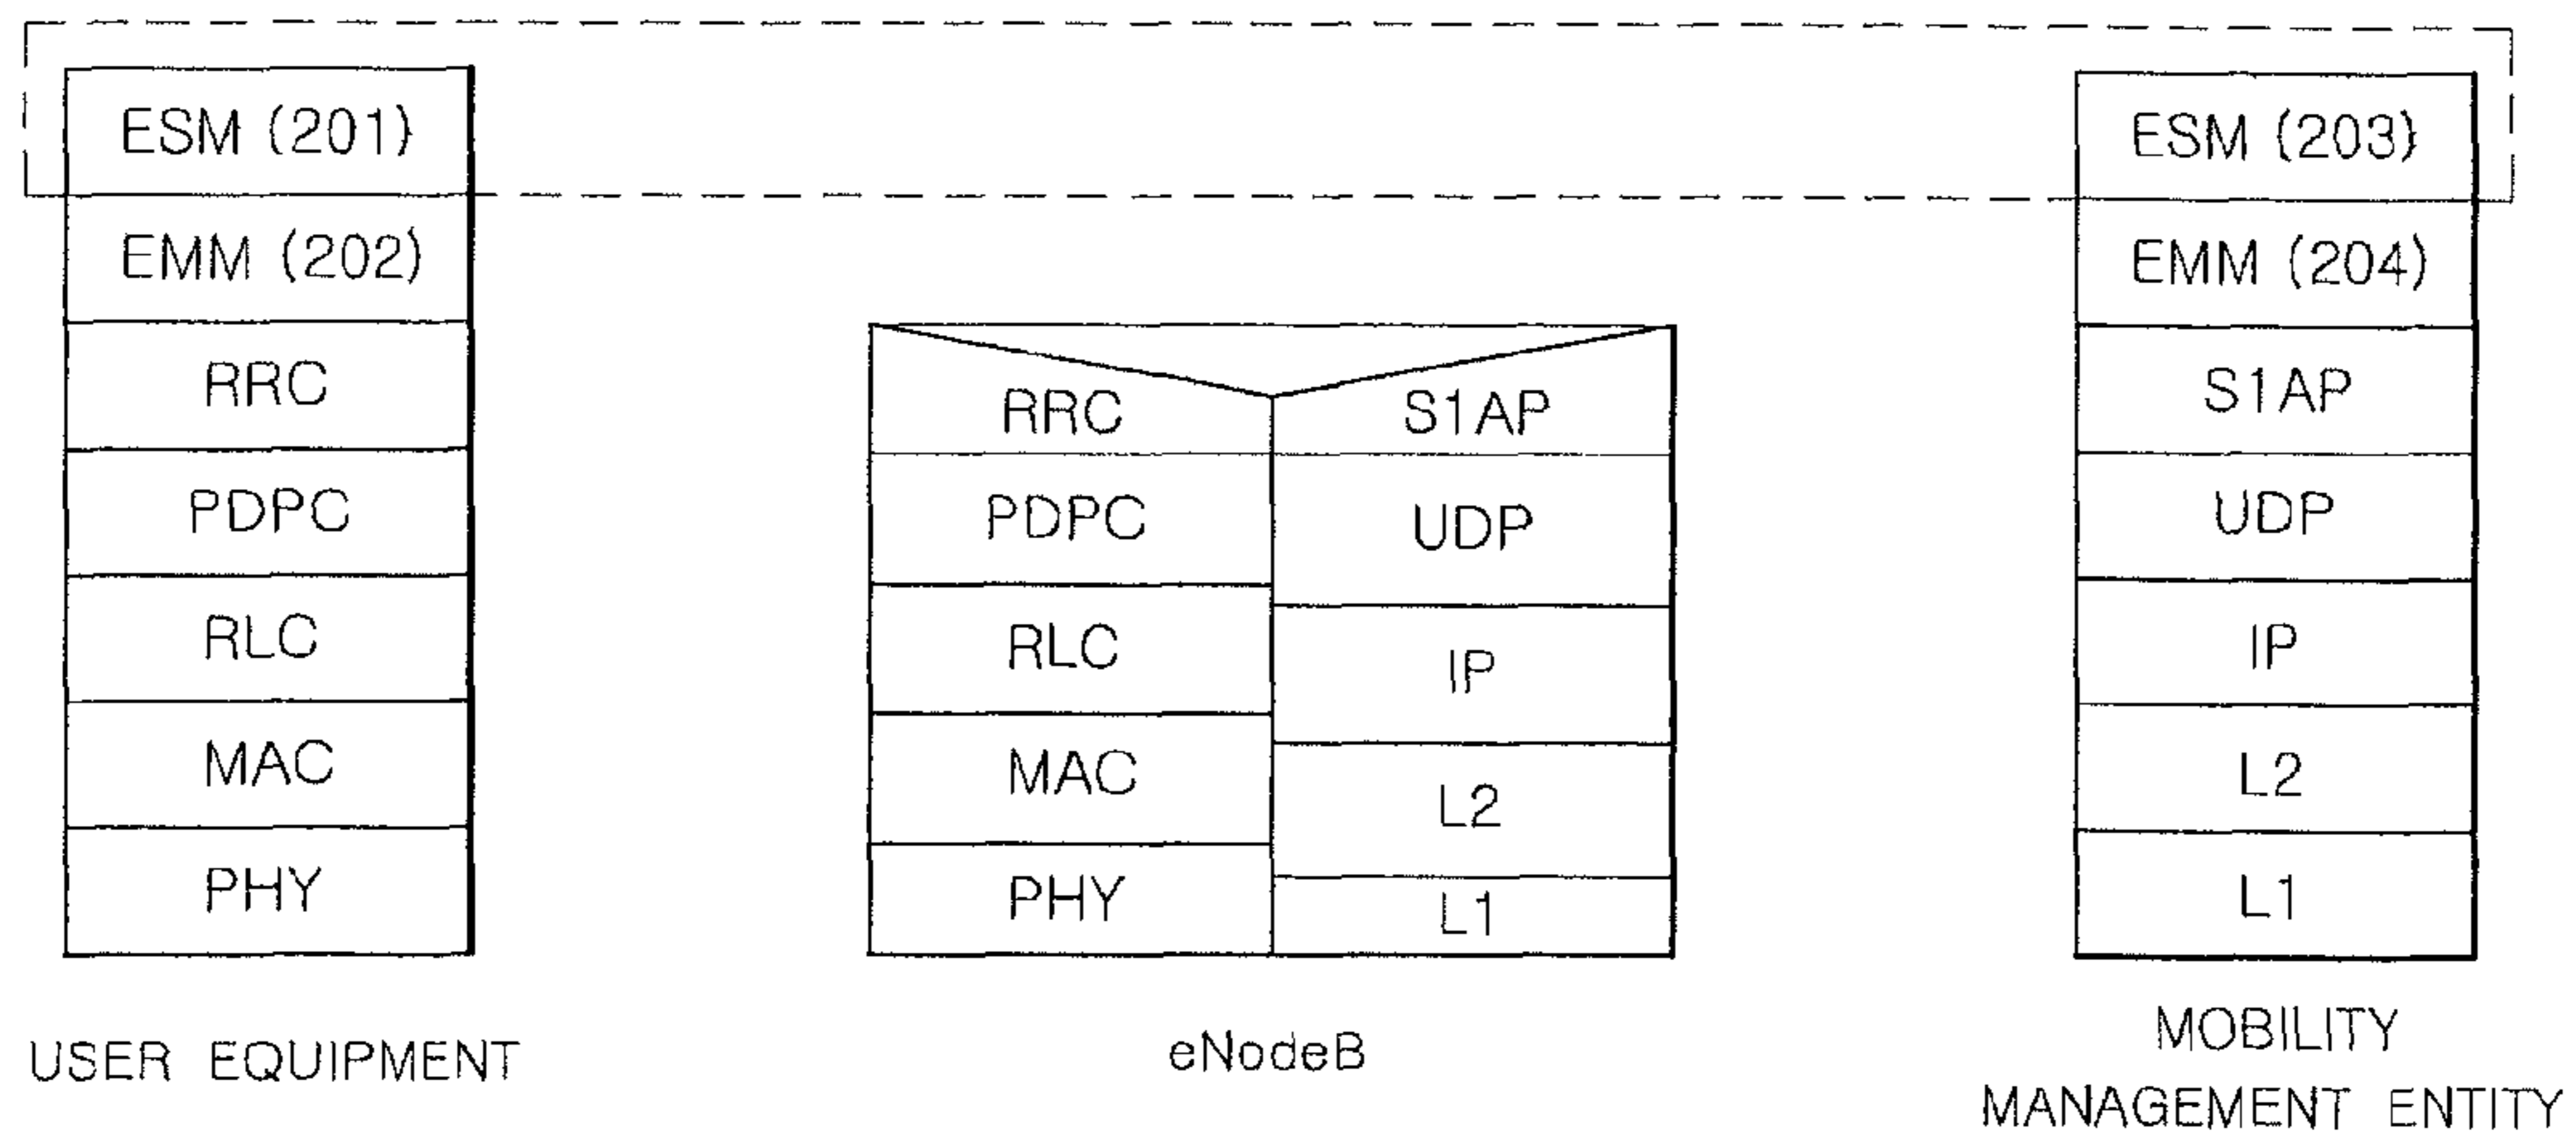 ESM (201)
EMM (202)
RRC
PDPC
RLC
MAC
PHY
USER EQUIPMENT
RRC
PDPC
RLC
MAC
PHY
S1AP
UDP
IP
L2
L1
eNodeB
ESM (203)
EMM (204)
S1AP
UDP
IP
L2
L1
MOBILITY
MANAGEMENT ENTITY